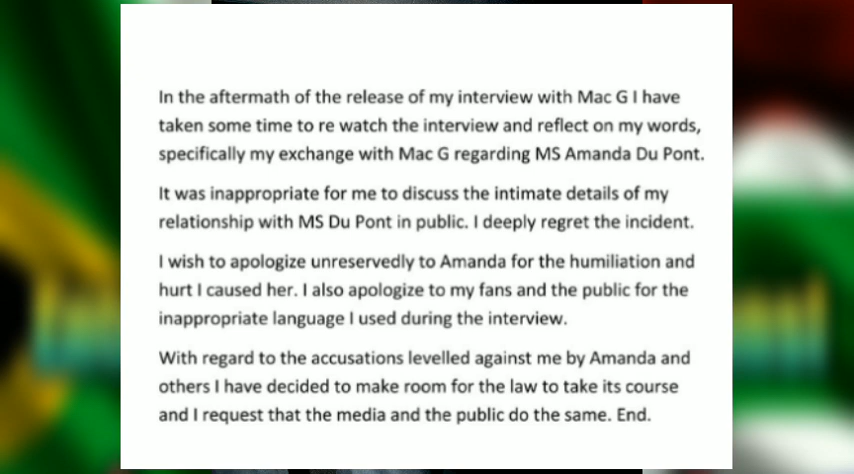 In the aftermath of the release of my interview with Mac G I have
taken some time to re watch the interview and reflect on my words,
specifically my exchange with Mac G regarding MS Amanda Du Pont.
It was inappropriate for me to discuss the intimate details of my
relationship with MS Du Pont in public. I deeply regret the incident.
I wish to apologize unreservedly to Amanda for the humiliation and
hurt I caused her. I also apologize to my fans and the public for the
inappropriate language I used during the interview.
With regard to the accusations levelled against me by Amanda and
others I have decided to make room for the law to take its course
and I request that the media and the public do the same. End.